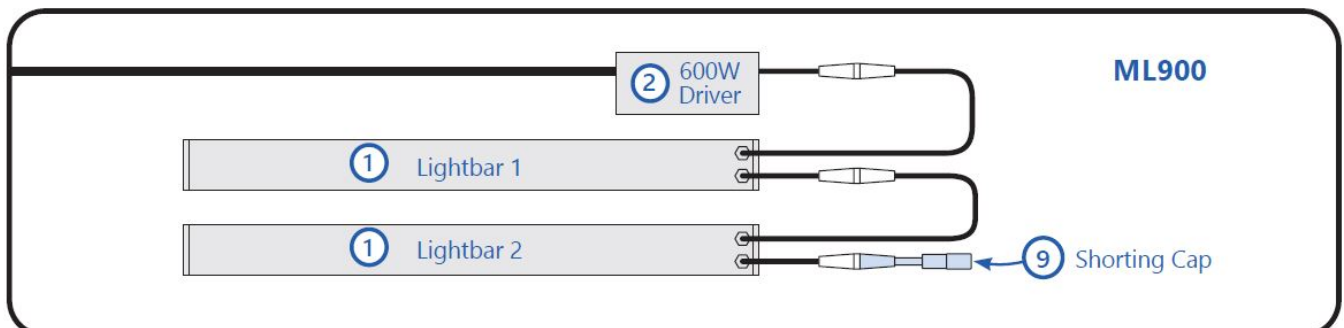 ML900
2 600W
Driver
1 Lightbar 1
1 Lightbar 2
9 Shorting Cap